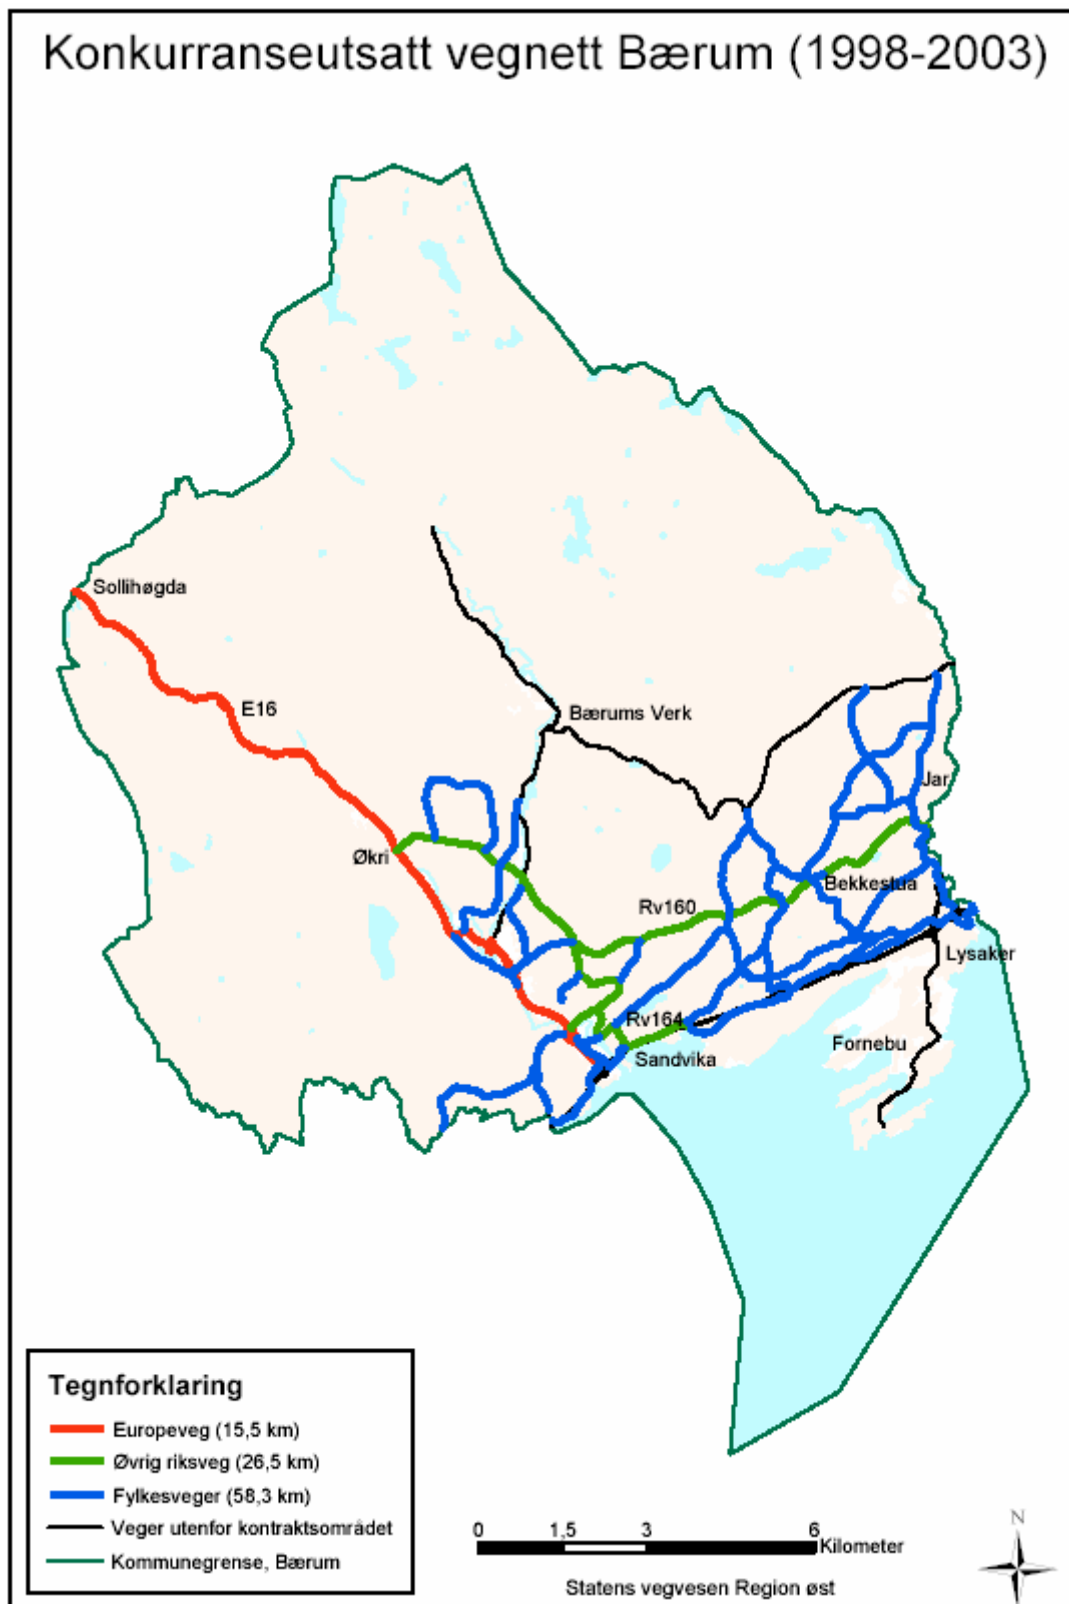 Konkurranseutsatt vegnett Bærum (1998-2003)
Sollihøgda
E16
Bærums Verk
Jar
Økri
Bekkestua
Rv160
Lysaker
Rv164
Fornebu
Sandvika
Tegnforklaring
Europeveg (15,5 km)
Øvrig riksveg (26,5 km)
Fylkesveger (58,3 km)
Veger utenfor kontraktsområdet
Kommunegrense, Bærum
0 1,5 3 6
Kilometer
Statens vegvesen Region øst
N